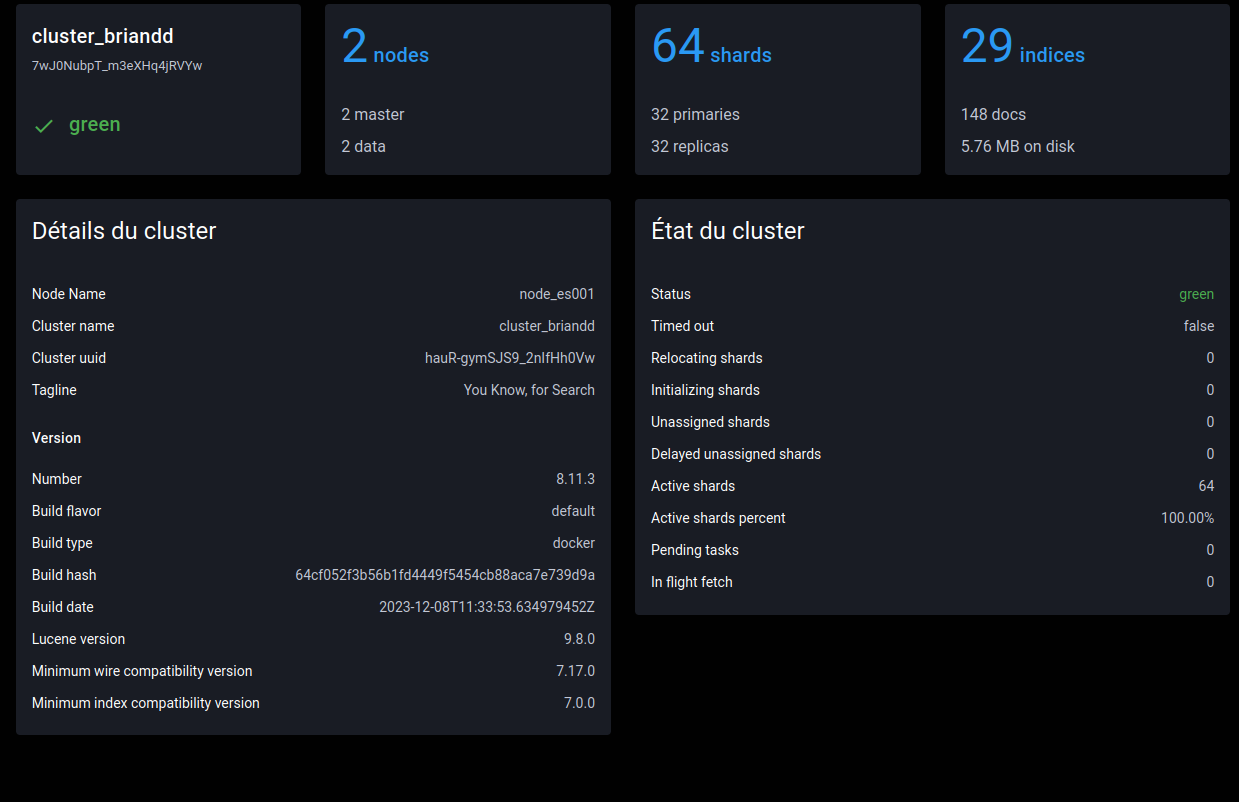 cluster_briandd
7wJ0NubpT_m3eXHq4jRVYw
green
2 nodes
2 master
2 data
64 shards
32 primaries
32 replicas
29 indices
148 docs
5.76 MB on disk
Détails du cluster
Node Name node_es001
Cluster name cluster_briandd
Cluster uuid hauR-gymSJS9_2nIfHh0Vw
Tagline You Know, for Search
Version
Number 8.11.3
Build flavor default
Build type docker
Build hash 64cf052f3b56b1fd4449f5454cb88aca7e739d9a
Build date 2023-12-08T11:33:53.634979452Z
Lucene version 9.8.0
Minimum wire compatibility version 7.17.0
Minimum index compatibility version 7.0.0
État du cluster
Status green
Timed out false
Relocating shards 0
Initializing shards 0
Unassigned shards 0
Delayed unassigned shards 0
Active shards 64
Active shards percent 100.00%
Pending tasks 0
In flight fetch 0